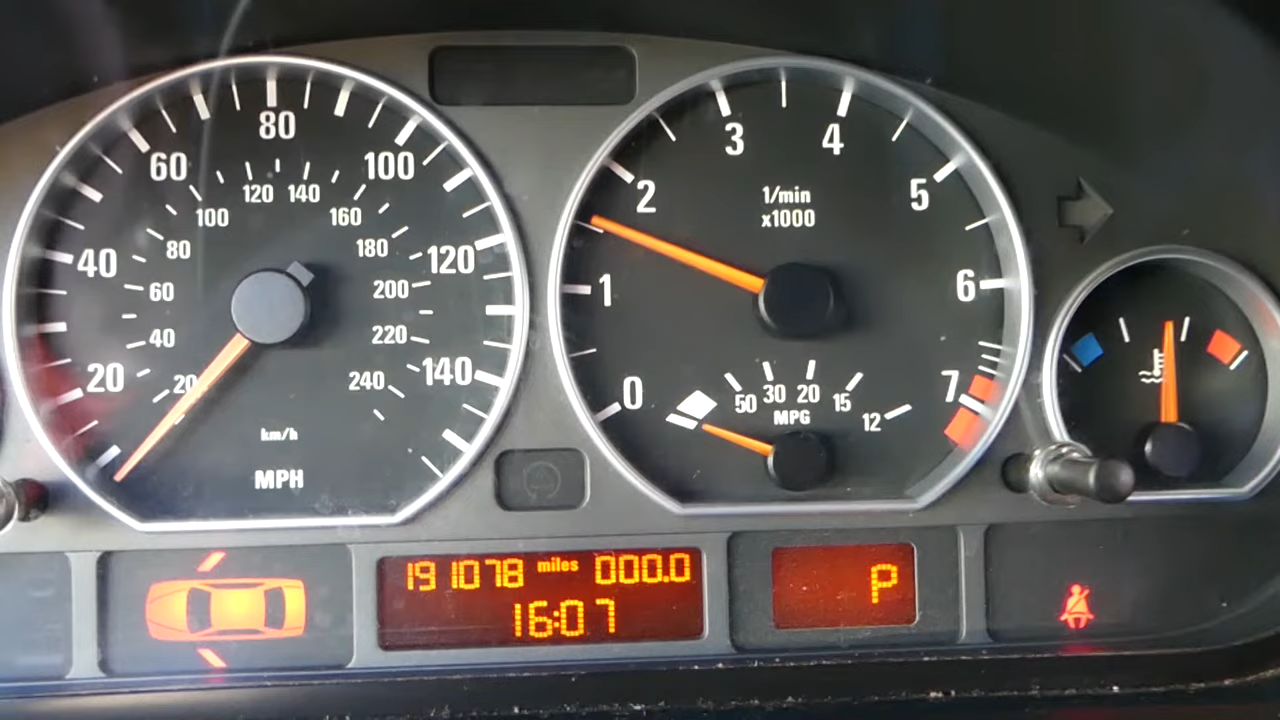 20 40 60 80 100 120 140
20 40 60 80 100 120 140 160 180 200 220 240
km/h
MPH
0 1 2 3 4 5 6 7
1/min
x1000
50 30 20 15 12
MPG
191078 miles 000.0
16:07
P